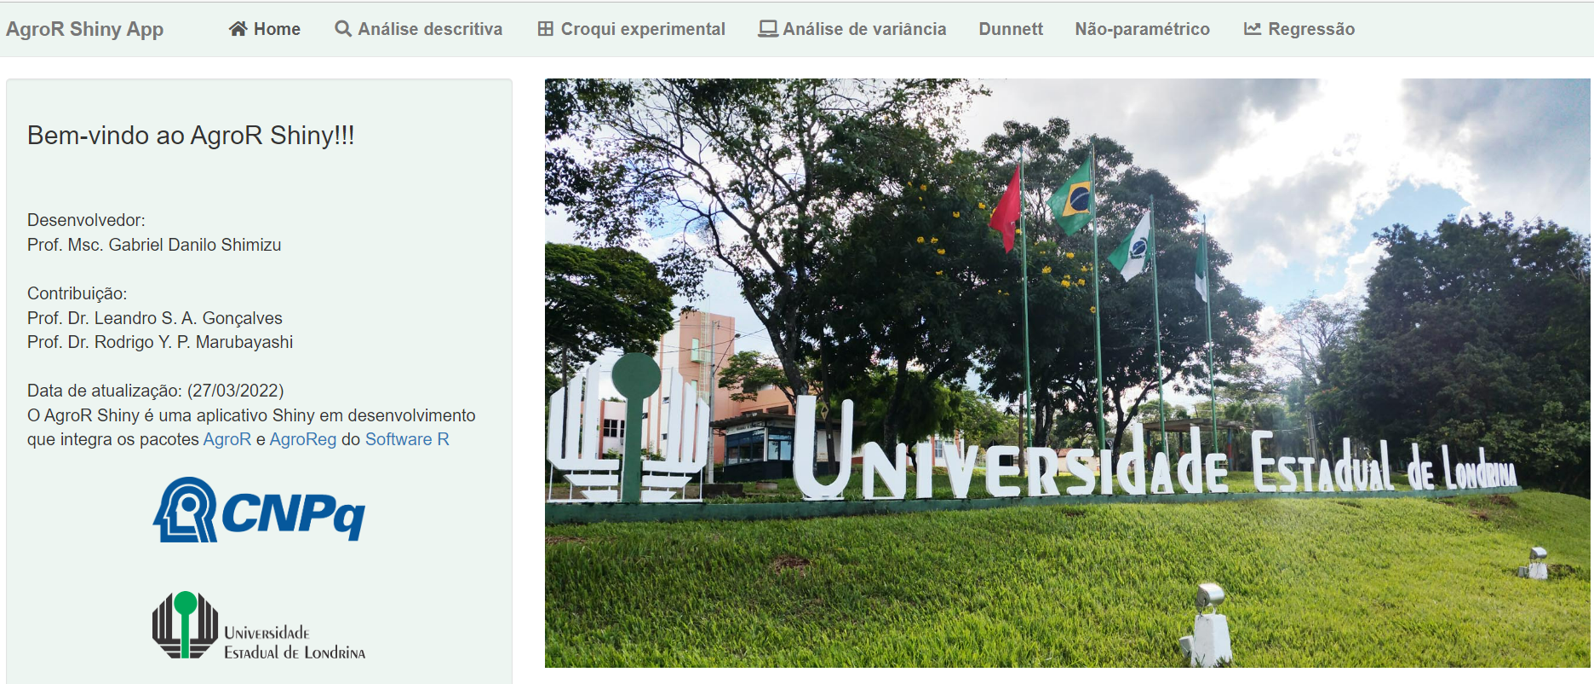 AgroR Shiny App Home Análise descritiva Croqui experimental Análise de variância Dunnett Não-paramétrico Regressão
Bem-vindo ao AgroR Shiny!!!
Desenvolvedor:
Prof. Msc. Gabriel Danilo Shimizu
Contribuição:
Prof. Dr. Leandro S. A. Gonçalves
Prof. Dr. Rodrigo Y. P. Marubayashi
Data de atualização: (27/03/2022)
O AgroR Shiny é uma aplicativo Shiny em desenvolvimento
que integra os pacotes AgroR e AgroReg do Software R
CNPq
Universidade
Estadual de Londrina
Universidade Estadual de Londrina